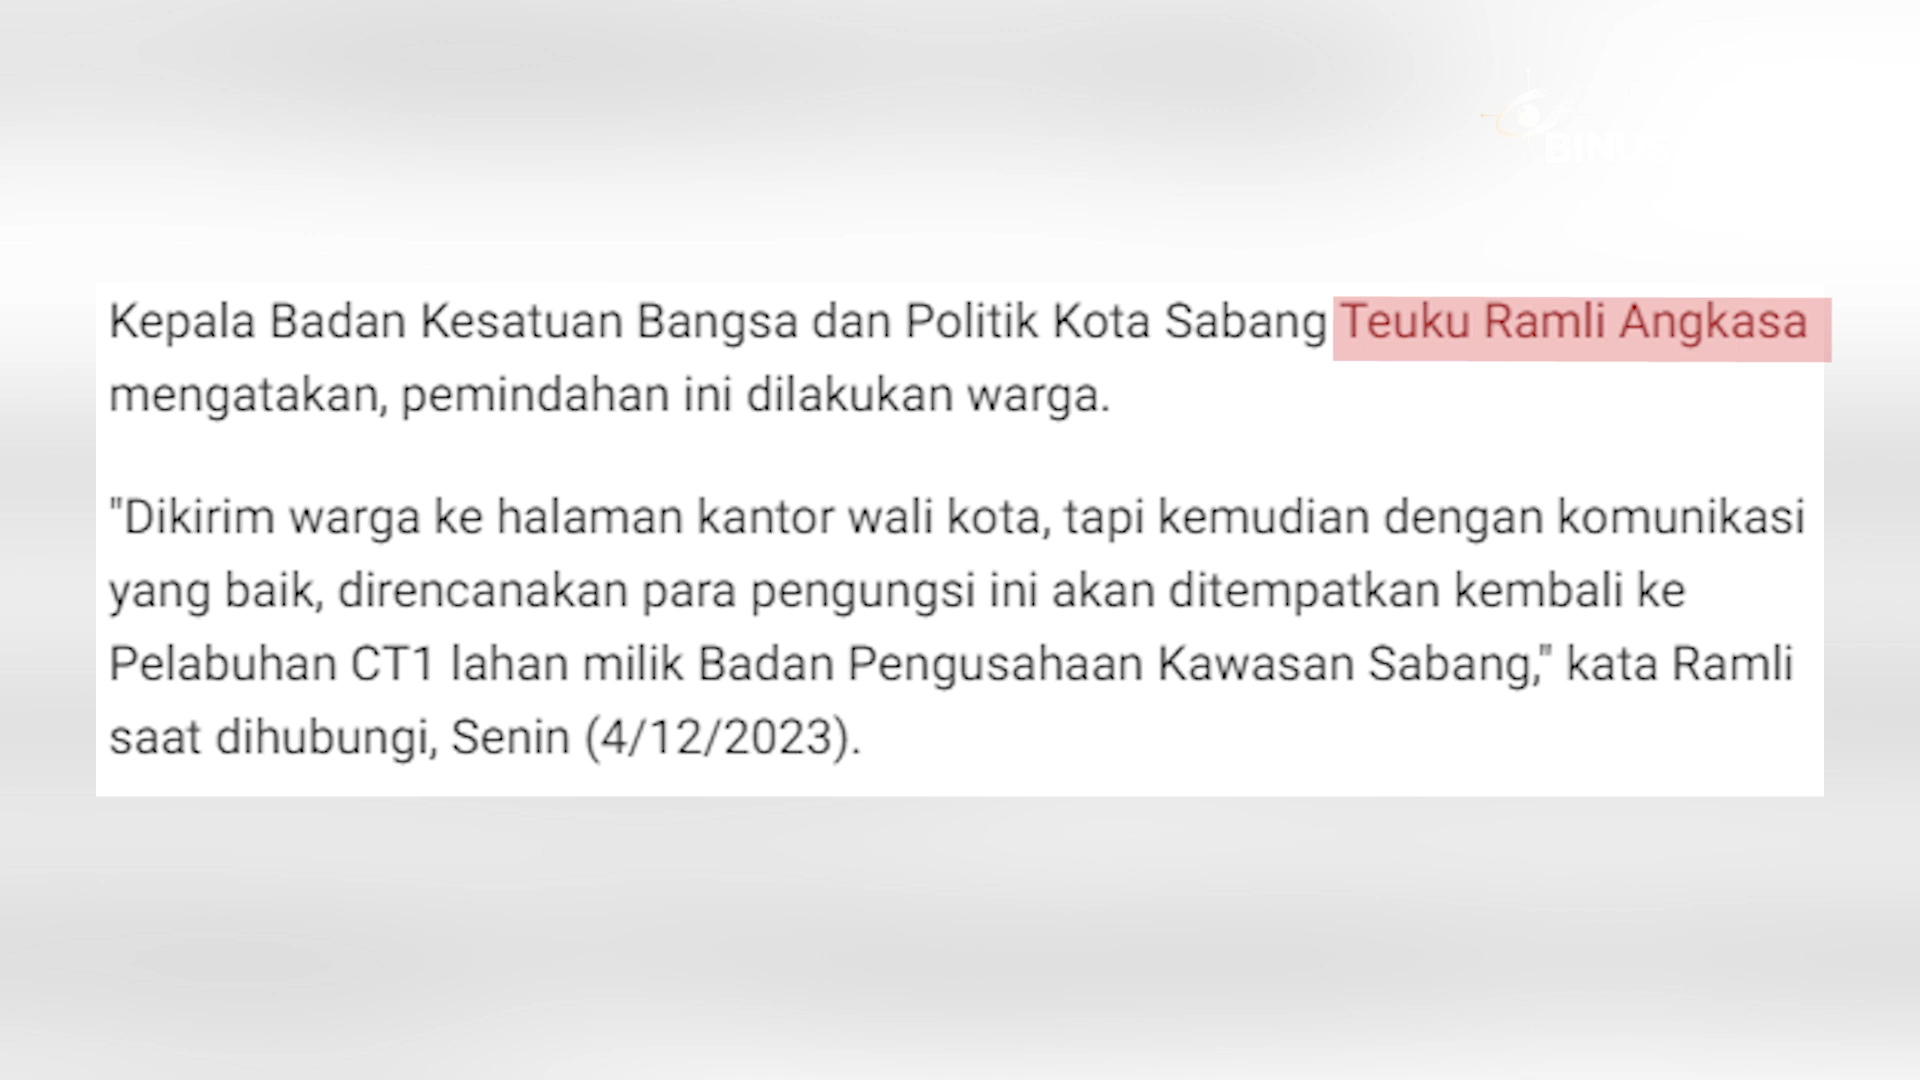 BINUS
Kepala Badan Kesatuan Bangsa dan Politik Kota Sabang Teuku Ramli Angkasa
mengatakan, pemindahan ini dilakukan warga.
"Dikirim warga ke halaman kantor wali kota, tapi kemudian dengan komunikasi
yang baik, direncanakan para pengungsi ini akan ditempatkan kembali ke
Pelabuhan CT1 lahan milik Badan Pengusahaan Kawasan Sabang," kata Ramli
saat dihubungi, Senin (4/12/2023).